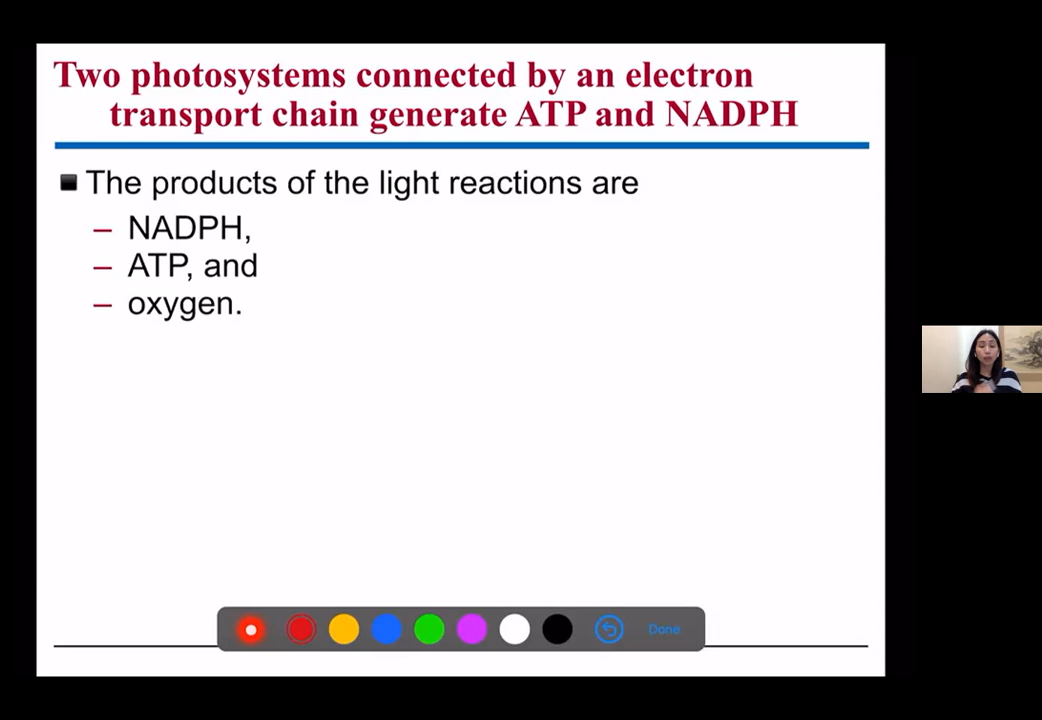 Two photosystems connected by an electron
transport chain generate ATP and NADPH
The products of the light reactions are
– NADPH,
– ATP, and
– oxygen.
Done